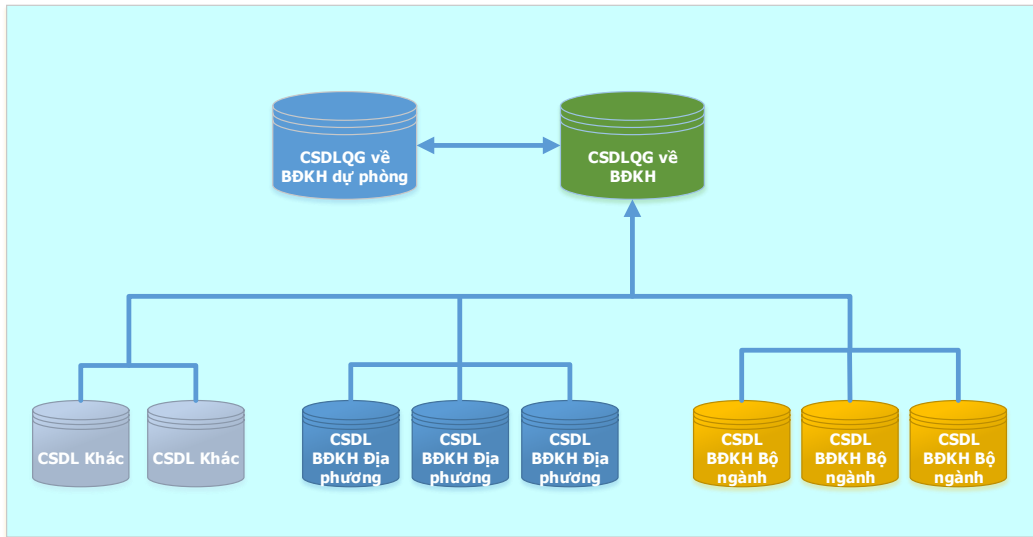 CSDLQG về
BĐKH dự phòng
CSDLQG về
BĐKH
CSDL Khác
CSDL Khác
CSDL
BĐKH Địa
phương
CSDL
BĐKH Địa
phương
CSDL
BĐKH Địa
phương
CSDL
BĐKH Bộ
ngành
CSDL
BĐKH Bộ
ngành
CSDL
BĐKH Bộ
ngành